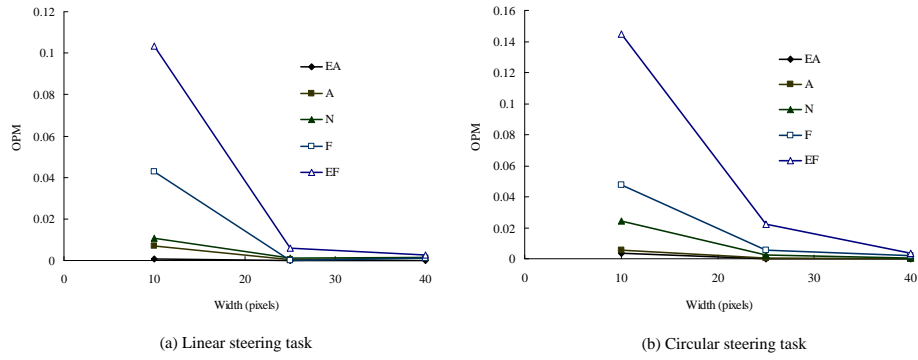 0.12
0.1
0.08
0.06
0.04
0.02
0
OPM
0 10 20 30 40
Width (pixels)
EA
A
N
F
EF
(a) Linear steering task
0.16
0.14
0.12
0.1
0.08
0.06
0.04
0.02
0
OPM
0 10 20 30 40
Width (pixels)
EA
A
N
F
EF
(b) Circular steering task